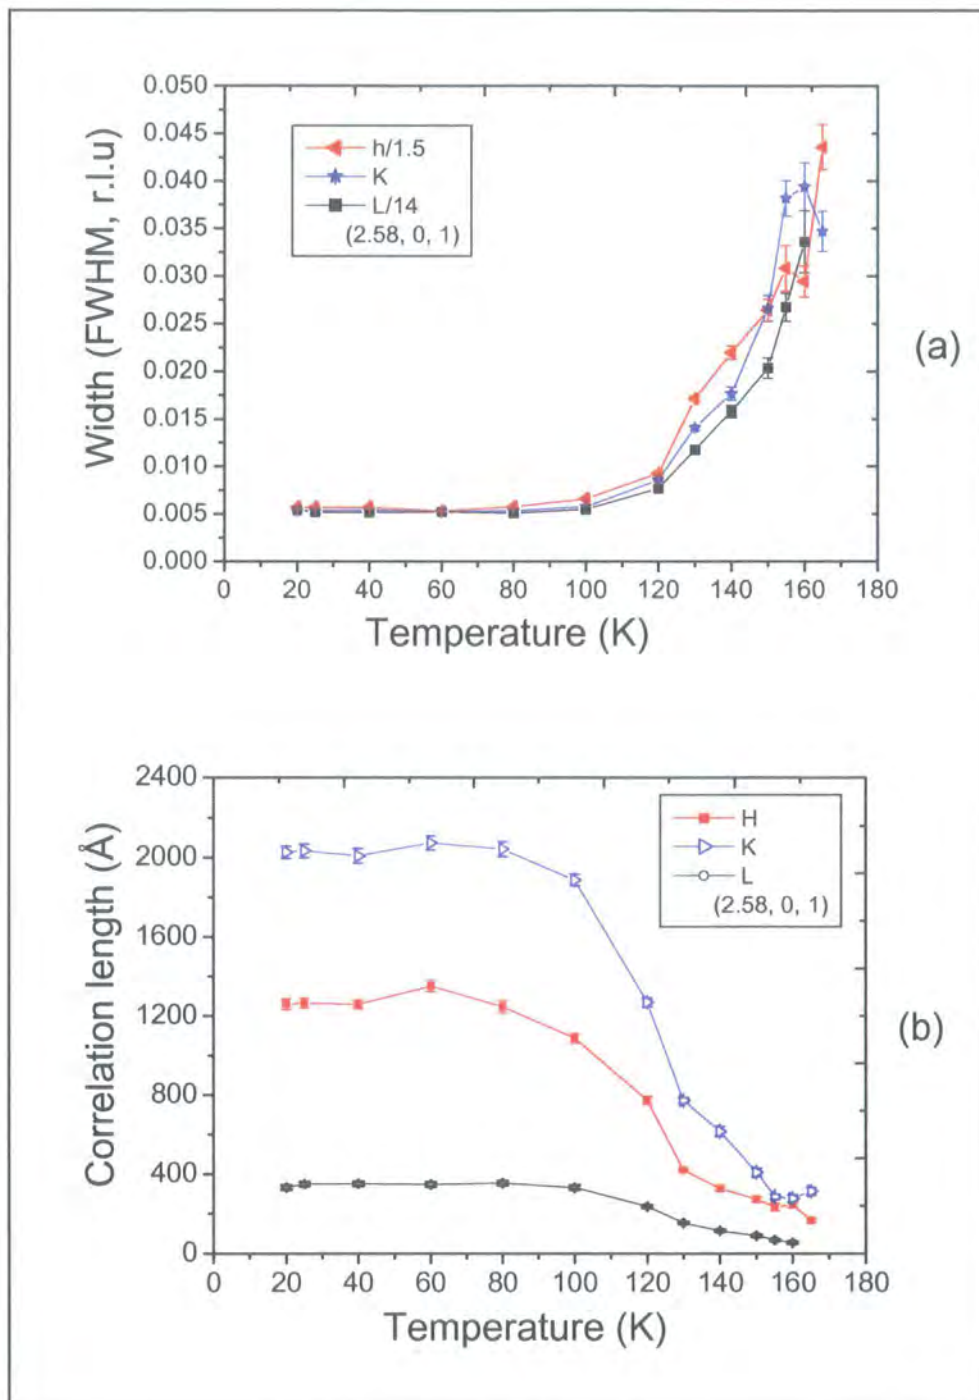 0.050
0.045
0.040
0.035
0.030
0.025
0.020
0.015
0.010
0.005
0.000
Width (FWHM, r.l.u)
h/1.5
K
L/14
(2.58, 0, 1)
0 20 40 60 80 100 120 140 160 180
Temperature (K)
(a)
2400
2000
1600
1200
800
400
0
Correlation length (Å)
H
K
L
(2.58, 0, 1)
0 20 40 60 80 100 120 140 160 180
Temperature (K)
(b)